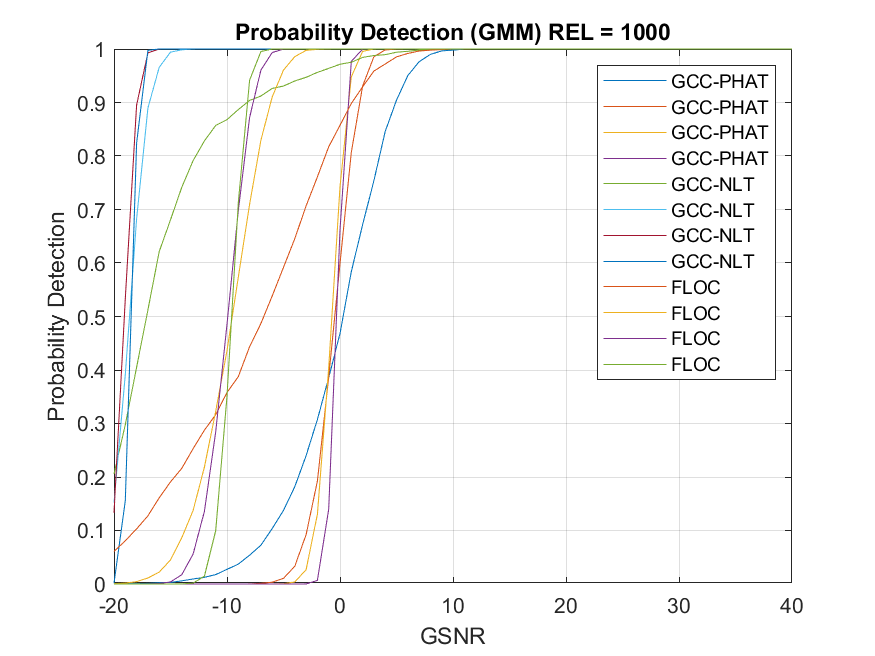 Probability Detection (GMM) REL = 1000
1
0.9
0.8
0.7
0.6
0.5
0.4
0.3
0.2
0.1
0
Probability Detection
-20
-10
0
10
20
30
40
GSNR
GCC-PHAT
GCC-PHAT
GCC-PHAT
GCC-PHAT
GCC-NLT
GCC-NLT
GCC-NLT
GCC-NLT
FLOC
FLOC
FLOC
FLOC